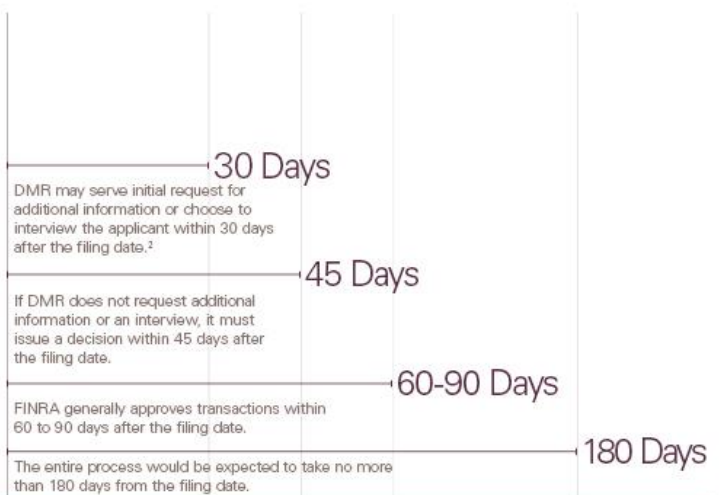 30 Days
DMR may serve initial request for
additional information or choose to
interview the applicant within 30 days
after the filing date.²
45 Days
If DMR does not request additional
information or an interview, it must
issue a decision within 45 days after
the filing date.
60-90 Days
FINRA generally approves transactions within
60 to 90 days after the filing date.
180 Days
The entire process would be expected to take no more
than 180 days from the filing date.